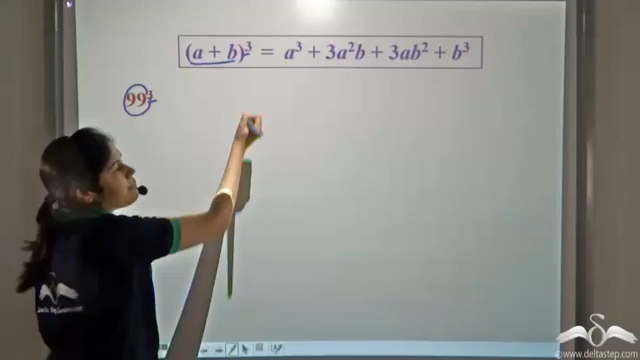 (a + b)³ = a³ + 3a²b + 3ab² + b³
99³
www.deltastep.com